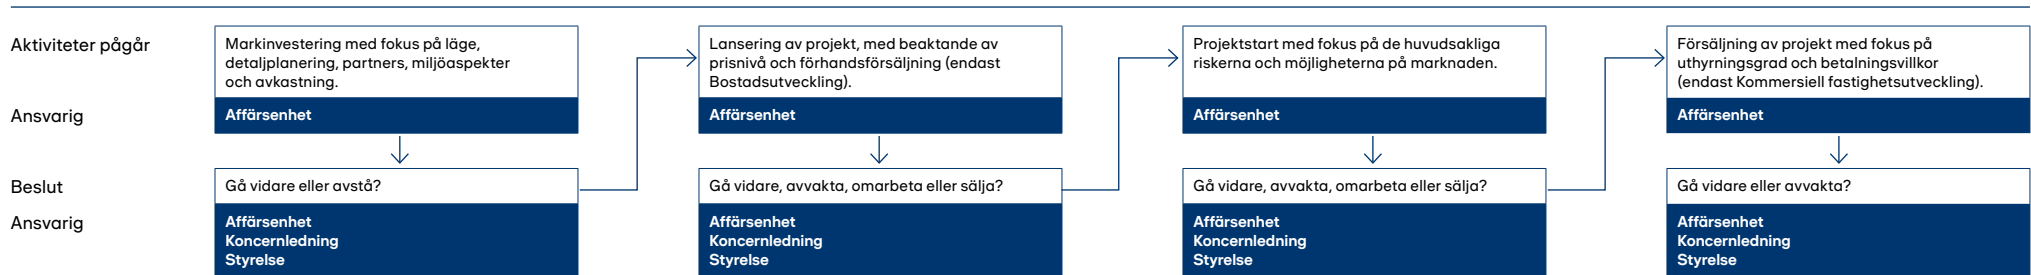 Aktiviteter pågår
Markinvestering med fokus på läge,
detaljplanering, partners, miljöaspekter
och avkastning.
Lansering av projekt, med beaktande av
prisnivå och förhandsförsäljning (endast
Bostadsutveckling).
Projektstart med fokus på de huvudsakliga
riskerna och möjligheterna på marknaden.
Försäljning av projekt med fokus på
uthyrningsgrad och betalningsvillkor
(endast Kommersiell fastighetsutveckling).
Ansvarig
Affärsenhet
Affärsenhet
Affärsenhet
Affärsenhet
Beslut
Gå vidare eller avstå?
Gå vidare, avvakta, omarbeta eller sälja?
Gå vidare, avvakta, omarbeta eller sälja?
Gå vidare eller avvakta?
Ansvarig
Affärsenhet
Koncernledning
Styrelse
Affärsenhet
Koncernledning
Styrelse
Affärsenhet
Koncernledning
Styrelse
Affärsenhet
Koncernledning
Styrelse